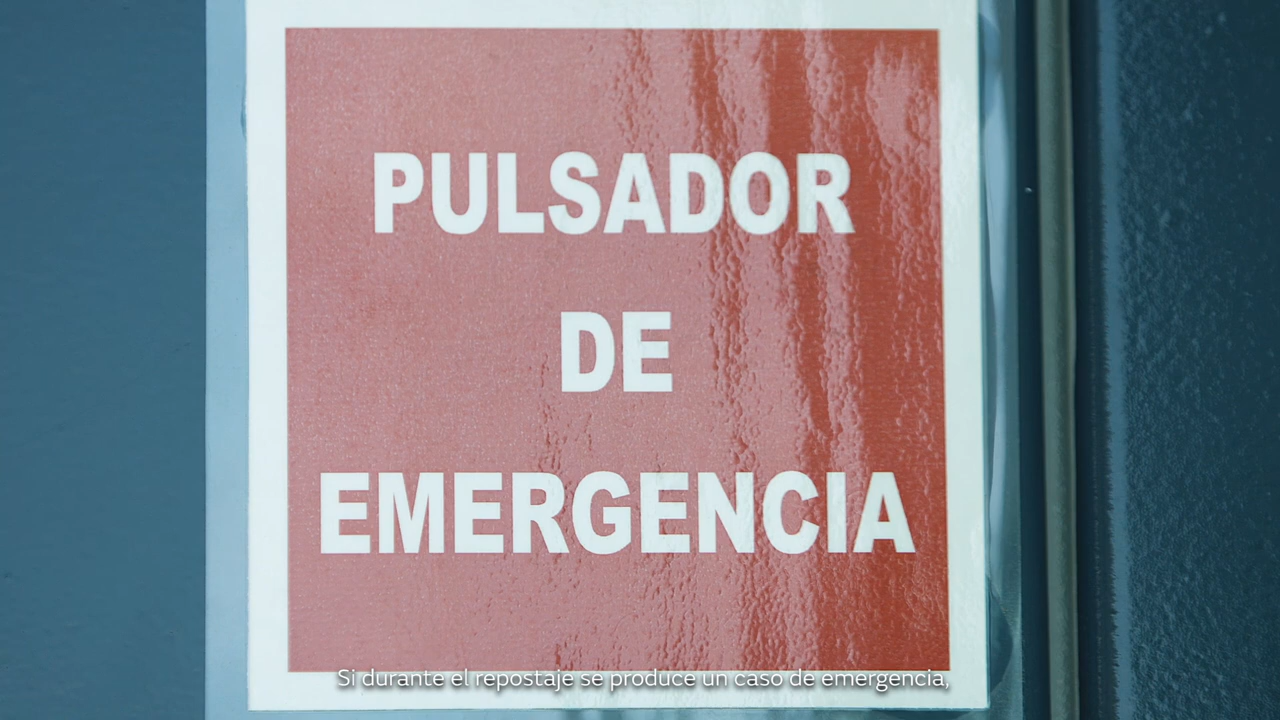 PULSADOR
DE
EMERGENCIA
Si durante el repostaje se produce un caso de emergencia,